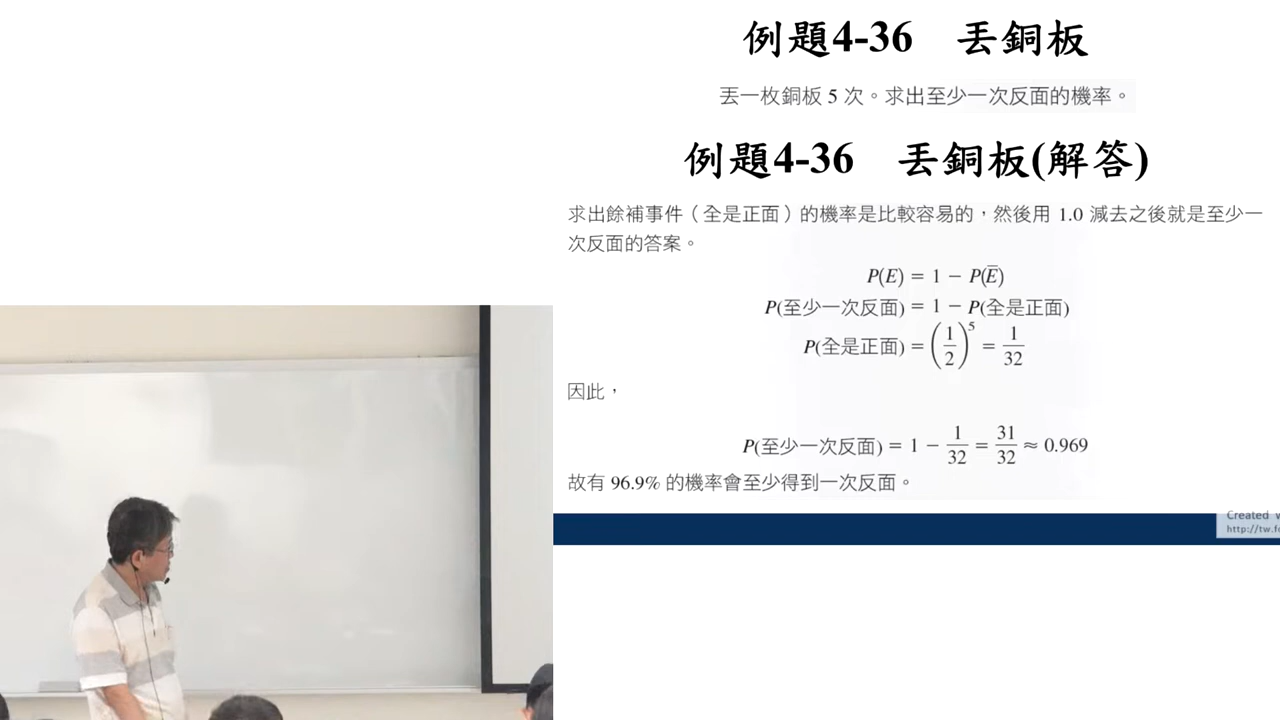 例題4-36 丟銅板
丟一枚銅板 5 次。求出至少一次反面的機率。
例題4-36 丟銅板(解答)
求出餘補事件（全是正面）的機率是比較容易的，然後用 1.0 減去之後就是至少一
次反面的答案。
P(E) = 1 − P(E̅)
P(至少一次反面) = 1 − P(全是正面)
P(全是正面) = (1/2)^5 = 1/32
因此，
P(至少一次反面) = 1 − 1/32 = 31/32 ≈ 0.969
故有 96.9% 的機率會至少得到一次反面。
Created
http://tw.fo